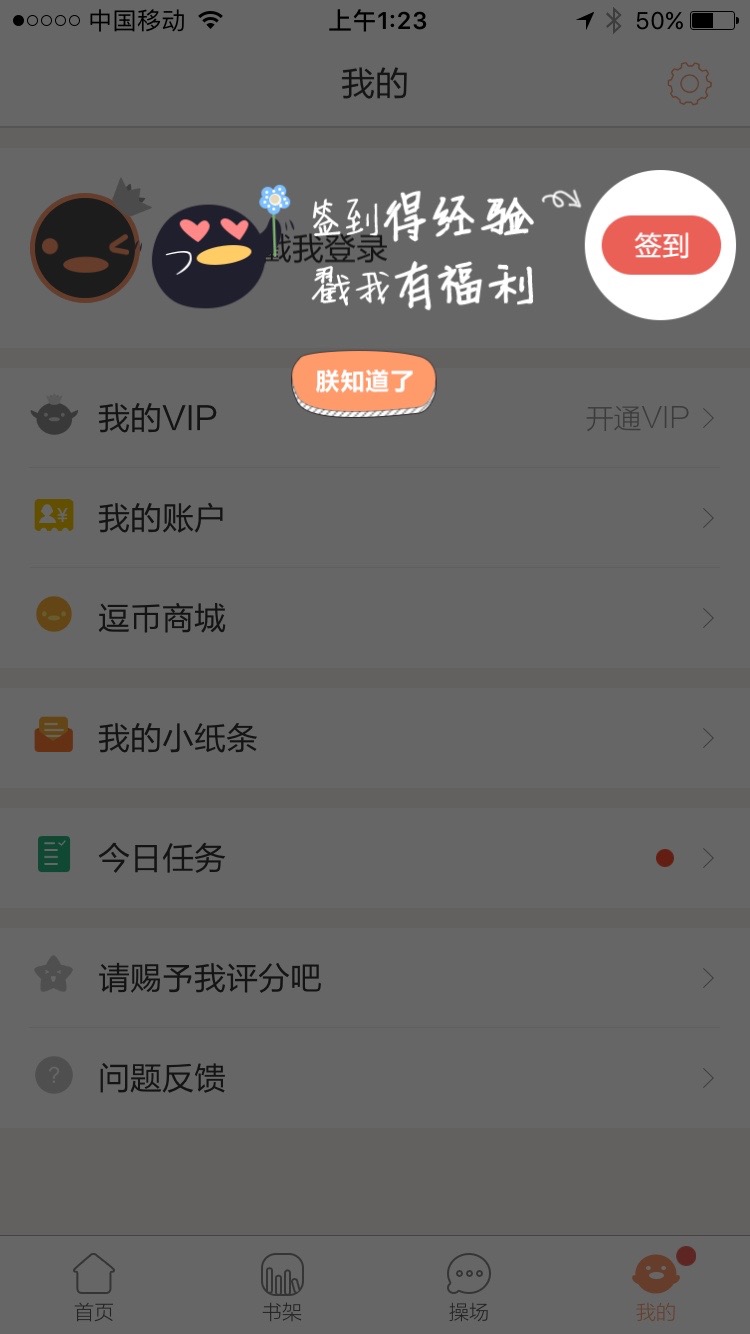 中国移动 上午1:23 50%
我的
签到得经验
戳我登录
签到
戳我有福利
朕知道了
我的VIP 开通VIP
我的账户
逗币商城
我的小纸条
今日任务
请赐予我评分吧
问题反馈
首页 书架 操场 我的